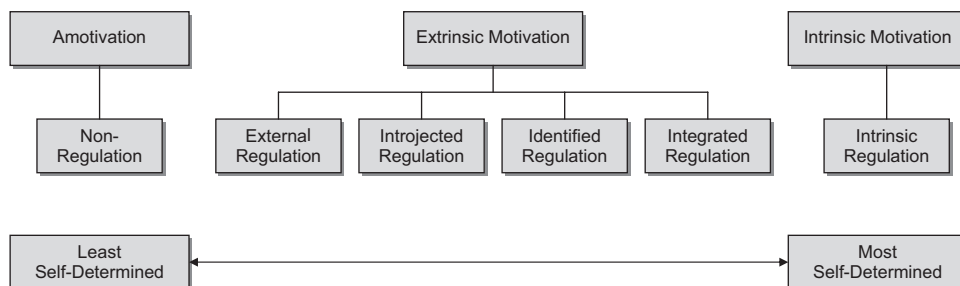 Amotivation
Extrinsic Motivation
Intrinsic Motivation
Non-
Regulation
External
Regulation
Introjected
Regulation
Identified
Regulation
Integrated
Regulation
Intrinsic
Regulation
Least
Self-Determined
Most
Self-Determined